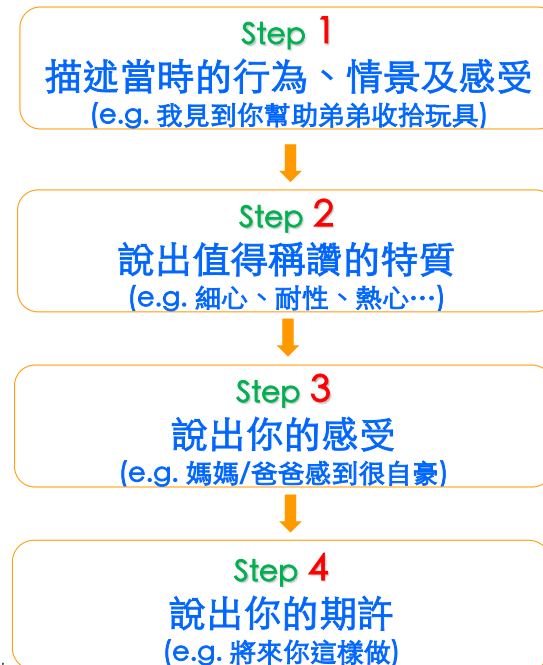 Step 1
描述當時的行為、情景及感受
(e.g. 我見到你幫助弟弟收拾玩具)
Step 2
說出值得稱讚的特質
(e.g. 細心、耐性、熱心…)
Step 3
說出你的感受
(e.g. 媽媽/爸爸感到很自豪)
Step 4
說出你的期許
(e.g. 將來你這樣做)